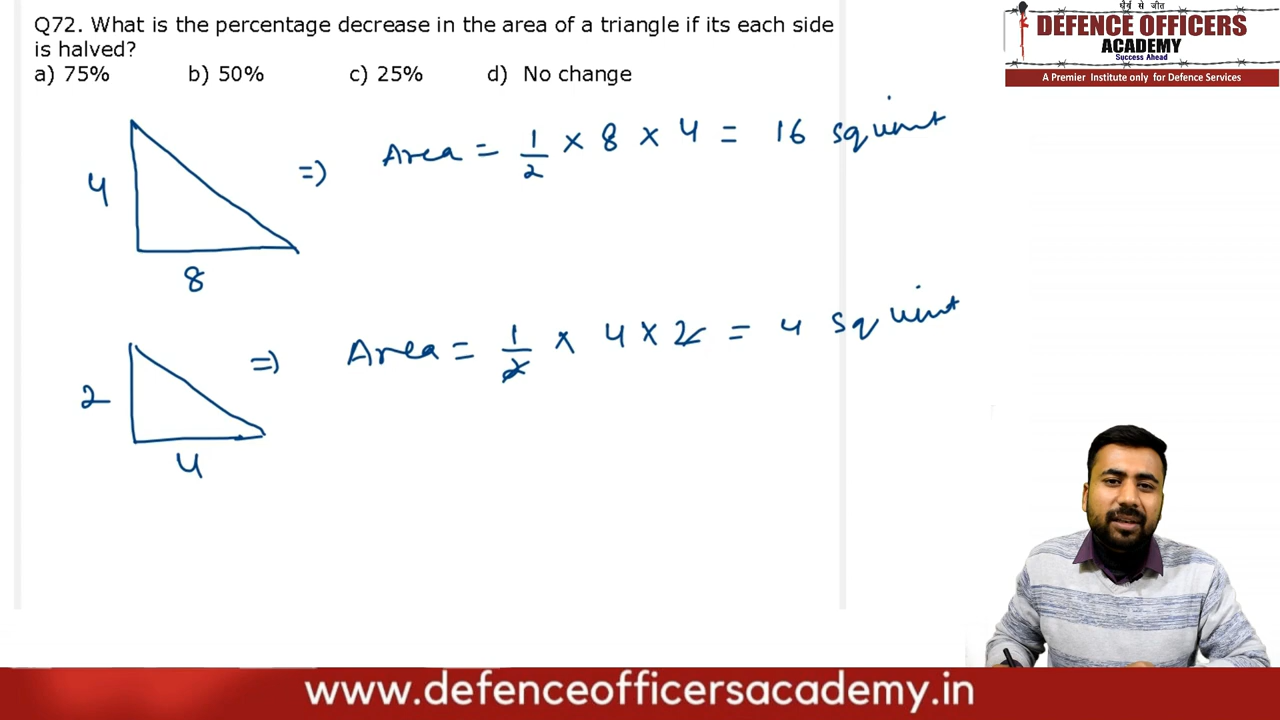 Q72. What is the percentage decrease in the area of a triangle if its each side
is halved?
a) 75% b) 50% c) 25% d) No change
धैर्य से जीत
DEFENCE OFFICERS
ACADEMY
Success Ahead
A Premier Institute only for Defence Services
4
8
=> Area = 1/2 × 8 × 4 = 16 sq unit
2
4
=> Area = 1/2 × 4 × 2 = 4 sq unit
www.defenceofficersacademy.in